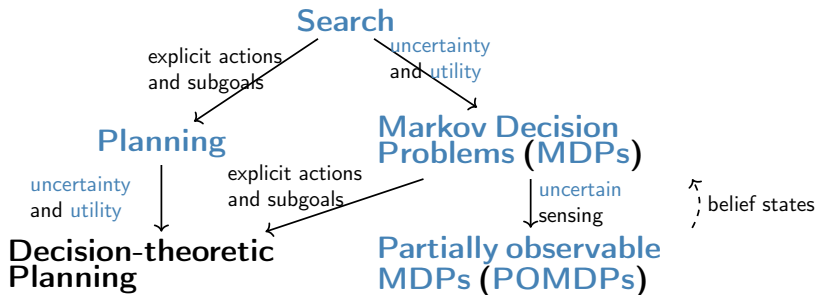 Search
explicit actions
and subgoals
uncertainty
and utility
Planning
Markov Decision
Problems (MDPs)
uncertainty
and utility
explicit actions
and subgoals
uncertain
sensing
belief states
Decision-theoretic
Planning
Partially observable
MDPs (POMDPs)